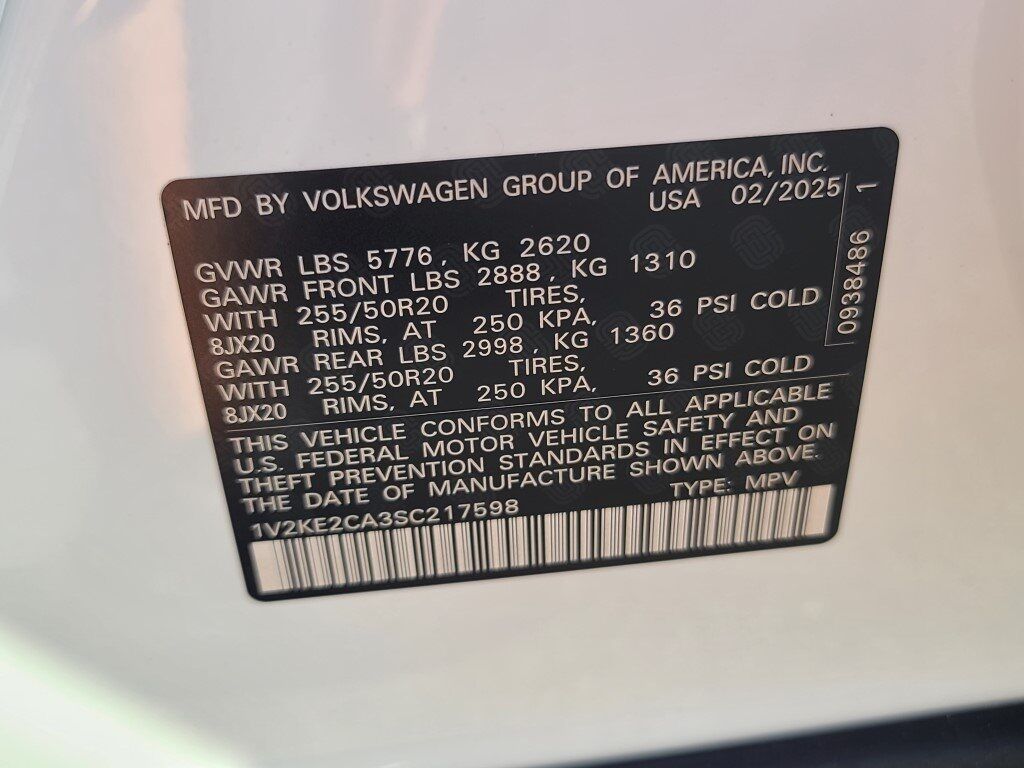 MFD BY VOLKSWAGEN GROUP OF AMERICA, INC.
USA 02/2025
GVWR LBS 5776, KG 2620
GAWR FRONT LBS 2888, KG 1310
WITH 255/50R20 TIRES,
8JX20 RIMS, AT 250 KPA, 36 PSI COLD
GAWR REAR LBS 2998, KG 1360
WITH 255/50R20 TIRES,
8JX20 RIMS, AT 250 KPA, 36 PSI COLD
THIS VEHICLE CONFORMS TO ALL APPLICABLE
U.S. FEDERAL MOTOR VEHICLE SAFETY AND
THEFT PREVENTION STANDARDS IN EFFECT ON
THE DATE OF MANUFACTURE SHOWN ABOVE.
1V2KE2CA3SC217598 TYPE: MPV
0938486 1